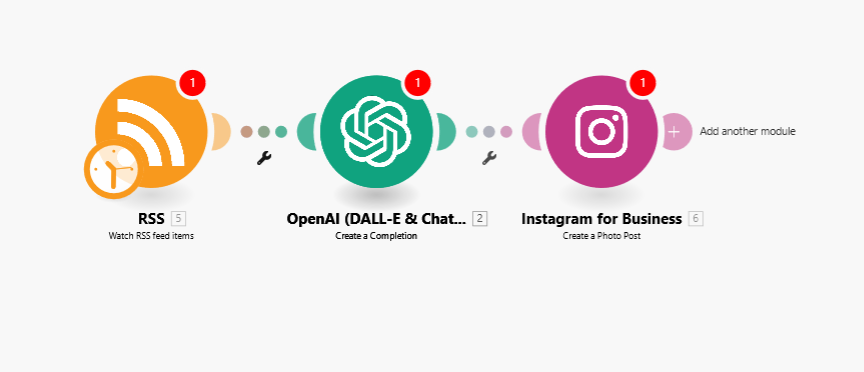 1
1
1
Add another module
RSS 5
Watch RSS feed items
OpenAI (DALL-E & Chat... 2
Create a Completion
Instagram for Business 6
Create a Photo Post